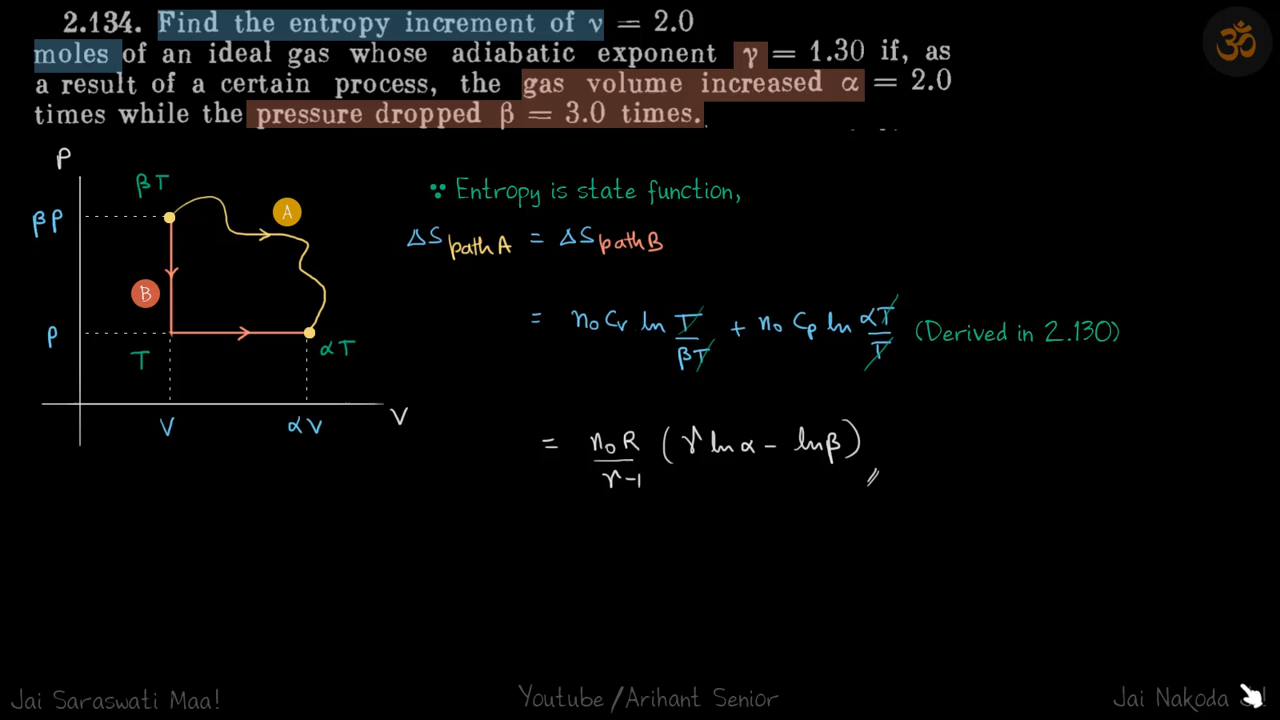 2.134. Find the entropy increment of ν = 2.0
moles of an ideal gas whose adiabatic exponent γ = 1.30 if, as
a result of a certain process, the gas volume increased α = 2.0
times while the pressure dropped β = 3.0 times.
ॐ
P
βT
βP
A
B
P
T
αT
V
αV
V
∵ Entropy is state function,
ΔS path A = ΔS path B
= n₀ Cv ln T/βT + n₀ Cp ln αT/T (Derived in 2.130)
= n₀R/γ-1 (γ ln α - ln β)
Jai Saraswati Maa!
Youtube /Arihant Senior
Jai Nakoda